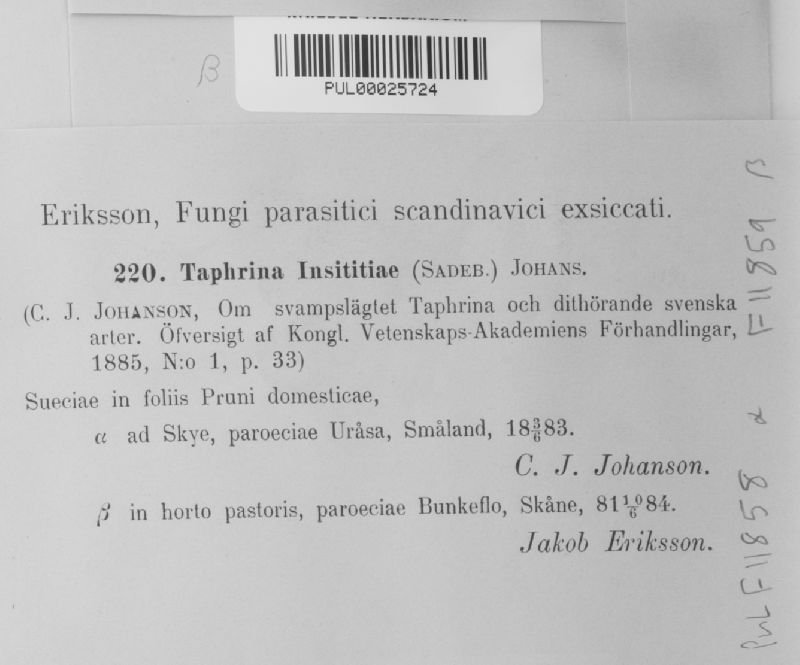 β
PUL00025724
Eriksson, Fungi parasitici scandinavici exsiccati.
220. Taphrina Insititiae (SADEB.) JOHANS.
(C. J. JOHANSON, Om svampslägtet Taphrina och dithörande svenska
arter. Öfversigt af Kongl. Vetenskaps-Akademiens Förhandlingar,
1885, N:o 1, p. 33)
Sueciae in foliis Pruni domesticae,
α ad Skye, paroeciae Uråsa, Småland, 18 3/6 83.
C. J. Johanson.
β in horto pastoris, paroeciae Bunkeflo, Skåne, 81 10/6 84.
Jakob Eriksson.
PUL F11858 α
F11859 β